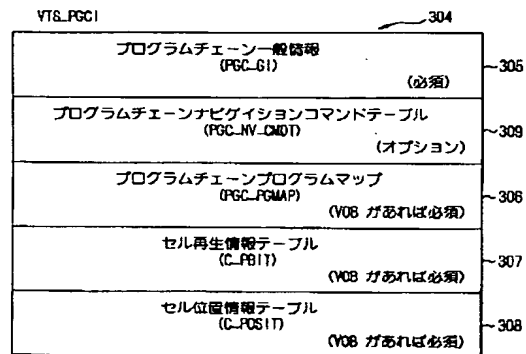 VTS_PGCI
304
プログラムチェーン一般情報
(PGC_GI)
(必須)
305
プログラムチェーンナビゲイションコマンドテーブル
(PGC_NV_CMDT)
(オプション)
309
プログラムチェーンプログラムマップ
(PGC_PGMAP)
(VOB があれば必須)
306
セル再生情報テーブル
(C_PBIT)
(VOB があれば必須)
307
セル位置情報テーブル
(C_POSIT)
(VOB があれば必須)
308